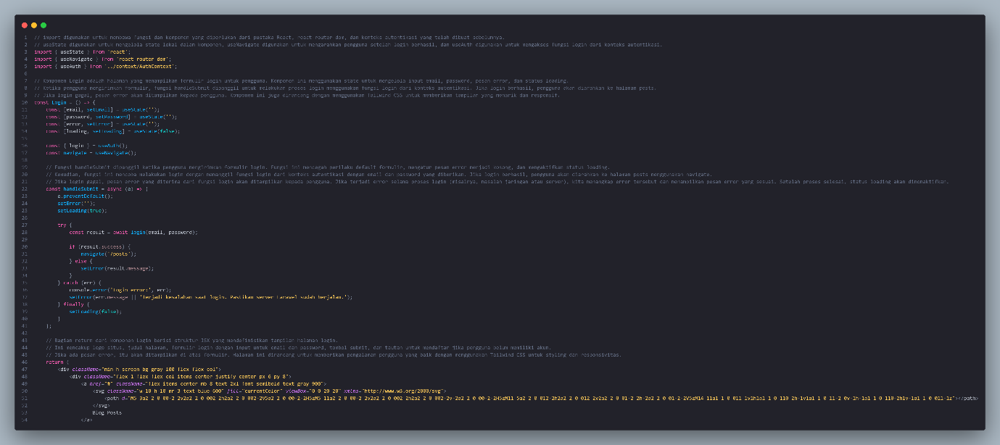 1 // import digunakan untuk membawa fungsi dan komponen yang diperlukan dari pustaka React, react-router-dom, dan konteks autentikasi yang telah dibuat sebelumnya.
2 // useState digunakan untuk mengelola state lokal dalam komponen, useNavigate digunakan untuk mengarahkan pengguna setelah login berhasil, dan useAuth digunakan untuk mengakses fungsi login dari konteks autentikasi.
3 import { useState } from 'react';
4 import { useNavigate } from 'react-router-dom';
5 import { useAuth } from '../context/AuthContext';
6
7 // Komponen Login adalah halaman yang menampilkan formulir login untuk pengguna. Komponen ini menggunakan state untuk mengelola input email, password, pesan error, dan status loading.
8 // Ketika pengguna mengirimkan formulir, fungsi handleSubmit dipanggil untuk melakukan proses login menggunakan fungsi login dari konteks autentikasi. Jika login berhasil, pengguna akan diarahkan ke halaman posts.
9 // Jika login gagal, pesan error akan ditampilkan kepada pengguna. Komponen ini juga dirancang dengan menggunakan Tailwind CSS untuk memberikan tampilan yang menarik dan responsif.
10 const Login = () => {
11 const [email, setEmail] = useState('');
12 const [password, setPassword] = useState('');
13 const [error, setError] = useState('');
14 const [loading, setLoading] = useState(false);
15
16 const { login } = useAuth();
17 const navigate = useNavigate();
18
19 // Fungsi handleSubmit dipanggil ketika pengguna mengirimkan formulir login. Fungsi ini mencegah perilaku default formulir, mengatur pesan error menjadi kosong, dan mengaktifkan status loading.
20 // Kemudian, fungsi ini mencoba melakukan login dengan memanggil fungsi login dari konteks autentikasi dengan email dan password yang diberikan. Jika login berhasil, pengguna akan diarahkan ke halaman posts menggunakan navigate.
21 // Jika login gagal, pesan error yang diterima dari fungsi login akan ditampilkan kepada pengguna. Jika terjadi error selama proses login (misalnya, masalah jaringan atau server), kita menangkap error tersebut dan menampilkan pesan error yang sesuai. Setelah proses selesai, status loading akan dinonaktifkan.
22 const handleSubmit = async (e) => {
23 e.preventDefault();
24 setError('');
25 setLoading(true);
26
27 try {
28 const result = await login(email, password);
29
30 if (result.success) {
31 navigate('/posts');
32 } else {
33 setError(result.message);
34 }
35 } catch (err) {
36 console.error('Login error:', err);
37 setError(err.message || 'Terjadi kesalahan saat login. Pastikan server Laravel sudah berjalan.');
38 } finally {
39 setLoading(false);
40 }
41 };
42
43 // Bagian return dari komponen Login berisi struktur JSX yang mendefinisikan tampilan halaman login.
44 // Ini mencakup logo situs, judul halaman, formulir login dengan input untuk email dan password, tombol submit, dan tautan untuk mendaftar jika pengguna belum memiliki akun.
45 // Jika ada pesan error, itu akan ditampilkan di atas formulir. Halaman ini dirancang untuk memberikan pengalaman pengguna yang baik dengan menggunakan Tailwind CSS untuk styling dan responsivitas.
46 return (
47 <div className="min-h-screen bg-gray-100 flex flex-col">
48 <div className="flex-1 flex flex-col items-center justify-center px-6 py-8">
49 <a href="#" className="flex items-center mb-8 text-2xl font-semibold text-gray-900">
50 <svg className="w-10 h-10 mr-3 text-blue-600" fill="currentColor" viewBox="0 0 20 20" xmlns="http://www.w3.org/2000/svg">
51 <path d="M5 3a2 2 0 00-2 2v2a2 2 0 002 2h2a2 2 0 002-2V5a2 2 0 00-2-2H5zM5 11a2 2 0 00-2 2v2a2 2 0 002 2h2a2 2 0 002-2v-2a2 2 0 00-2-2H5zM11 5a2 2 0 012-2h2a2 2 0 012 2v2a2 2 0 01-2 2h-2a2 2 0 01-2-2V5zM14 11a1 1 0 011 1v1h1a1 1 0 110 2h-1v1a1 1 0 11-2 0v-1h-1a1 1 0 110-2h1v-1a1 1 0 011-1z"></path>
52 </svg>
53 Blog Posts
54 </a>